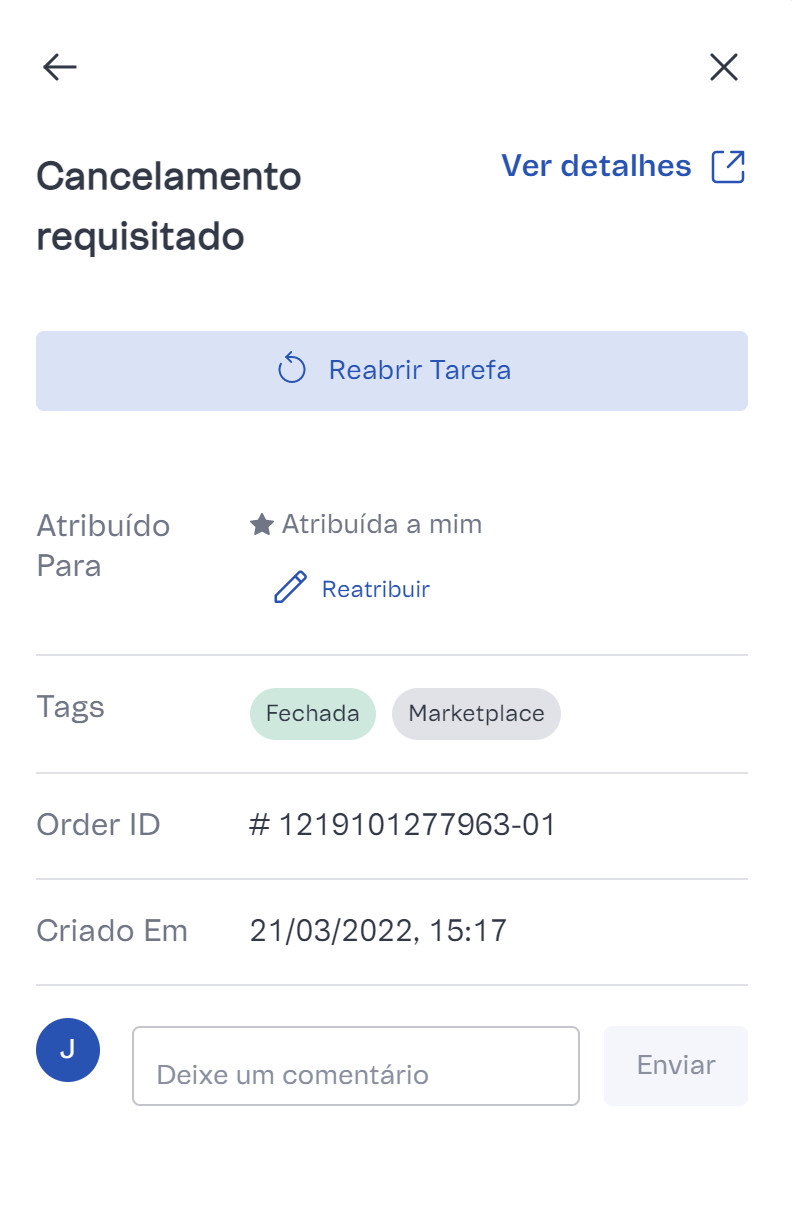 Cancelamento
requisitado
Ver detalhes
Reabrir Tarefa
Atribuído
Para
Atribuída a mim
Reatribuir
Tags
Fechada
Marketplace
Order ID
# 1219101277963-01
Criado Em
21/03/2022, 15:17
J
Deixe um comentário
Enviar